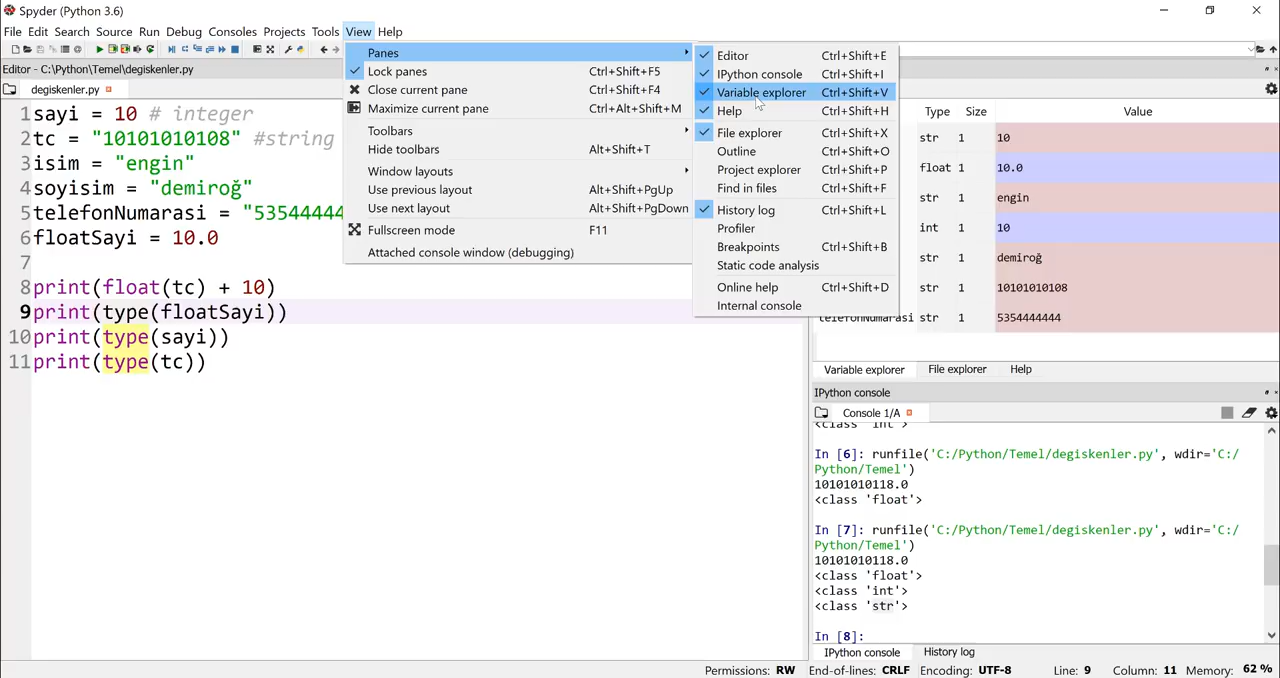 Spyder (Python 3.6)
File Edit Search Source Run Debug Consoles Projects Tools View Help
Editor - C:\Python\Temel\degiskenler.py
degiskenler.py
1 sayi = 10 # integer
2 tc = "10101010108" #string
3 isim = "engin"
4 soyisim = "demiroğ"
5 telefonNumarasi = "53544444
6 floatSayi = 10.0
7
8 print(float(tc) + 10)
9 print(type(floatSayi))
10 print(type(sayi))
11 print(type(tc))
Panes
Lock panes Ctrl+Shift+F5
Close current pane Ctrl+Shift+F4
Maximize current pane Ctrl+Alt+Shift+M
Toolbars
Hide toolbars Alt+Shift+T
Window layouts
Use previous layout Alt+Shift+PgUp
Use next layout Alt+Shift+PgDown
Fullscreen mode F11
Attached console window (debugging)
Editor Ctrl+Shift+E
IPython console Ctrl+Shift+I
Variable explorer Ctrl+Shift+V
Help Ctrl+Shift+H
File explorer Ctrl+Shift+X
Outline Ctrl+Shift+O
Project explorer Ctrl+Shift+P
Find in files Ctrl+Shift+F
History log Ctrl+Shift+L
Profiler
Breakpoints Ctrl+Shift+B
Static code analysis
Online help Ctrl+Shift+D
Internal console
Type Size Value
str 1 10
float 1 10.0
str 1 engin
int 1 10
str 1 demiroğ
str 1 10101010108
telefonNumarasi str 1 5354444444
Variable explorer File explorer Help
IPython console
Console 1/A
<class 'int'>
In [6]: runfile('C:/Python/Temel/degiskenler.py', wdir='C:/
Python/Temel')
10101010118.0
<class 'float'>
In [7]: runfile('C:/Python/Temel/degiskenler.py', wdir='C:/
Python/Temel')
10101010118.0
<class 'float'>
<class 'int'>
<class 'str'>
In [8]:
IPython console History log
Permissions: RW End-of-lines: CRLF Encoding: UTF-8 Line: 9 Column: 11 Memory: 62 %